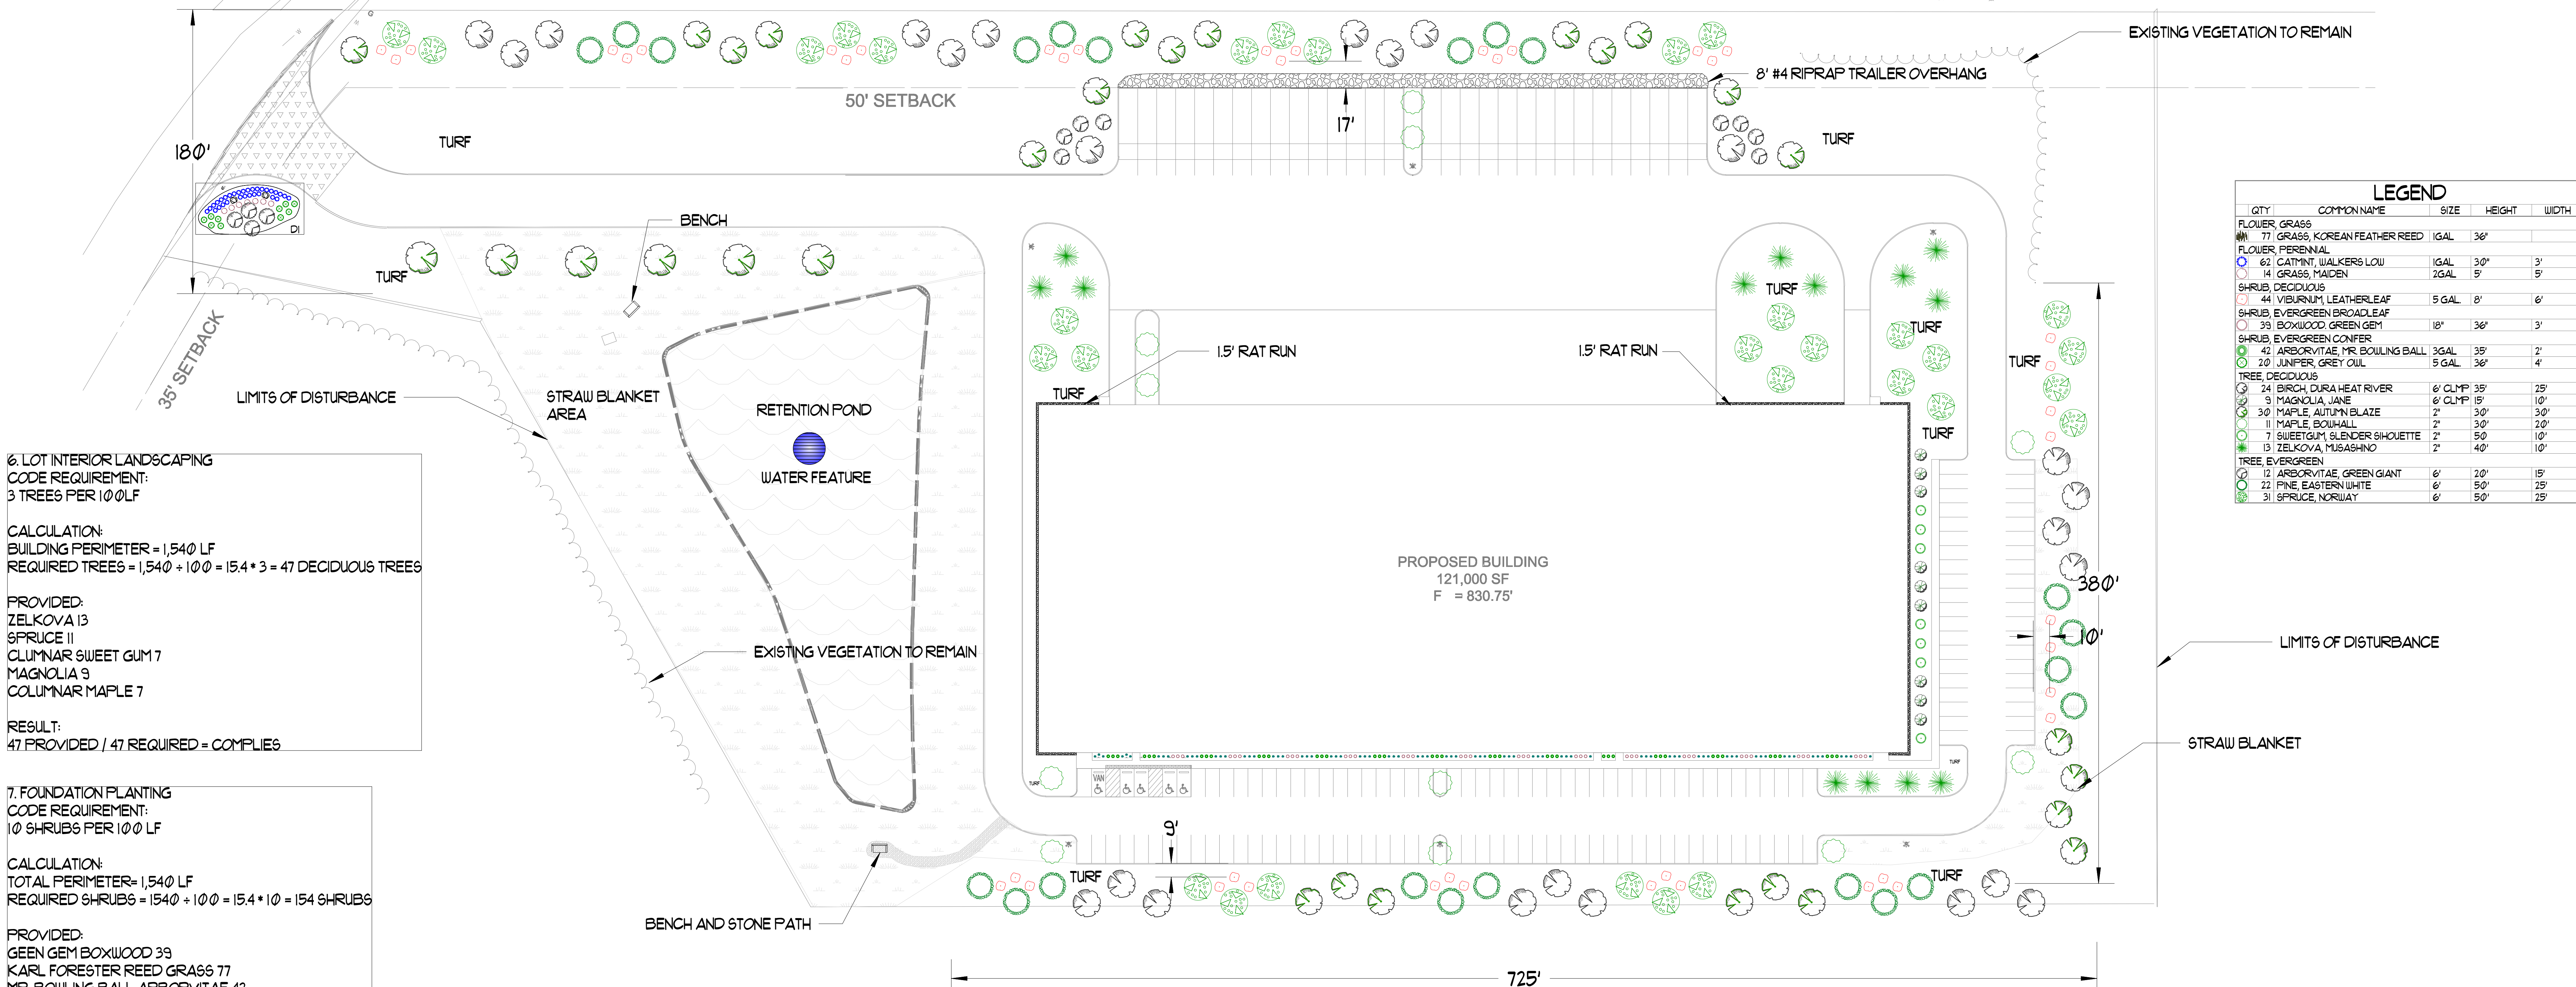 EXISTING VEGETATION TO REMAIN
8' #4 RIPRAP TRAILER OVERHANG
50' SETBACK
17'
TURF
TURF
180'
D1
BENCH
TURF
35' SETBACK
LIMITS OF DISTURBANCE
STRAW BLANKET
AREA
RETENTION POND
WATER FEATURE
EXISTING VEGETATION TO REMAIN
BENCH AND STONE PATH
1.5' RAT RUN
1.5' RAT RUN
TURF
TURF
TURF
TURF
TURF
PROPOSED BUILDING
121,000 SF
F = 830.75'
VAN
TURF
TURF
9'
TURF
TURF
725'
380'
10'
LIMITS OF DISTURBANCE
STRAW BLANKET
LEGEND
QTY COMMON NAME SIZE HEIGHT WIDTH
FLOWER, GRASS
77 GRASS, KOREAN FEATHER REED 1GAL 36"
FLOWER, PERENNIAL
62 CATMINT, WALKERS LOW 1GAL 30" 3'
14 GRASS, MAIDEN 2GAL 5' 5'
SHRUB, DECIDUOUS
44 VIBURNUM, LEATHERLEAF 5 GAL. 8' 6'
SHRUB, EVERGREEN BROADLEAF
39 BOXWOOD, GREEN GEM 18" 36" 3'
SHRUB, EVERGREEN CONIFER
42 ARBORVITAE, MR. BOWLING BALL 3GAL 35' 2'
20 JUNIPER, GREY OWL 5 GAL. 36" 4'
TREE, DECIDUOUS
24 BIRCH, DURA HEAT RIVER 6' CLMP 35' 25'
9 MAGNOLIA, JANE 6' CLMP 15' 10'
30 MAPLE, AUTUMN BLAZE 2" 30' 30'
11 MAPLE, BOWHALL 2" 30' 20'
7 SWEETGUM, SLENDER SIHOUETTE 2" 50 10'
13 ZELKOVA, MUSASHINO 2" 40' 10'
TREE, EVERGREEN
12 ARBORVITAE, GREEN GIANT 6' 20' 15'
22 PINE, EASTERN WHITE 6' 50' 25'
31 SPRUCE, NORWAY 6' 50' 25'
6. LOT INTERIOR LANDSCAPING
CODE REQUIREMENT:
3 TREES PER 100LF
CALCULATION:
BUILDING PERIMETER = 1,540 LF
REQUIRED TREES = 1,540 ÷ 100 = 15.4 * 3 = 47 DECIDUOUS TREES
PROVIDED:
ZELKOVA 13
SPRUCE 11
CLUMNAR SWEET GUM 7
MAGNOLIA 9
COLUMNAR MAPLE 7
RESULT:
47 PROVIDED / 47 REQUIRED = COMPLIES
7. FOUNDATION PLANTING
CODE REQUIREMENT:
10 SHRUBS PER 100 LF
CALCULATION:
TOTAL PERIMETER= 1,540 LF
REQUIRED SHRUBS = 1540 ÷ 100 = 15.4 * 10 = 154 SHRUBS
PROVIDED:
GEEN GEM BOXWOOD 39
KARL FORESTER REED GRASS 77
MR. BOWLING BALL ARBORVITAE 42